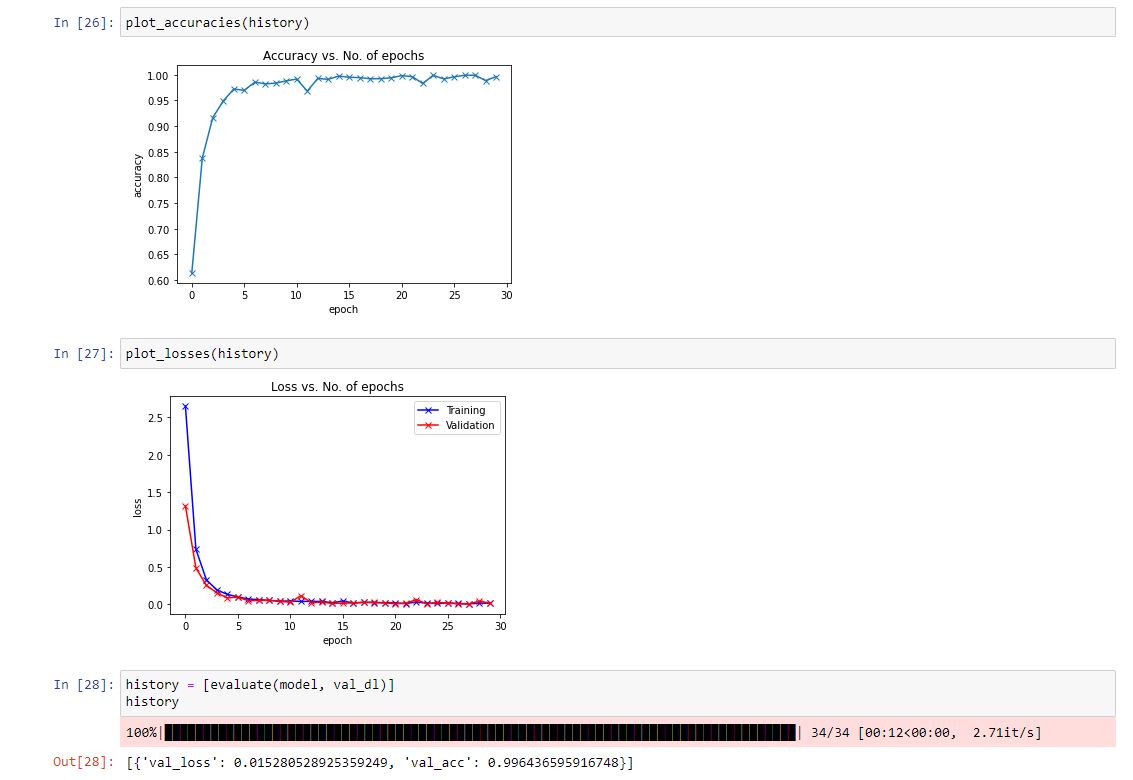 In [26]: plot_accuracies(history)
Accuracy vs. No. of epochs
1.00
0.95
0.90
0.85
0.80
0.75
0.70
0.65
0.60
accuracy
0 5 10 15 20 25 30
epoch
In [27]: plot_losses(history)
Loss vs. No. of epochs
Training
Validation
2.5
2.0
1.5
1.0
0.5
0.0
loss
0 5 10 15 20 25 30
epoch
In [28]: history = [evaluate(model, val_dl)]
history
100%| | 34/34 [00:12<00:00, 2.71it/s]
Out[28]: [{'val_loss': 0.015280528925359249, 'val_acc': 0.996436595916748}]